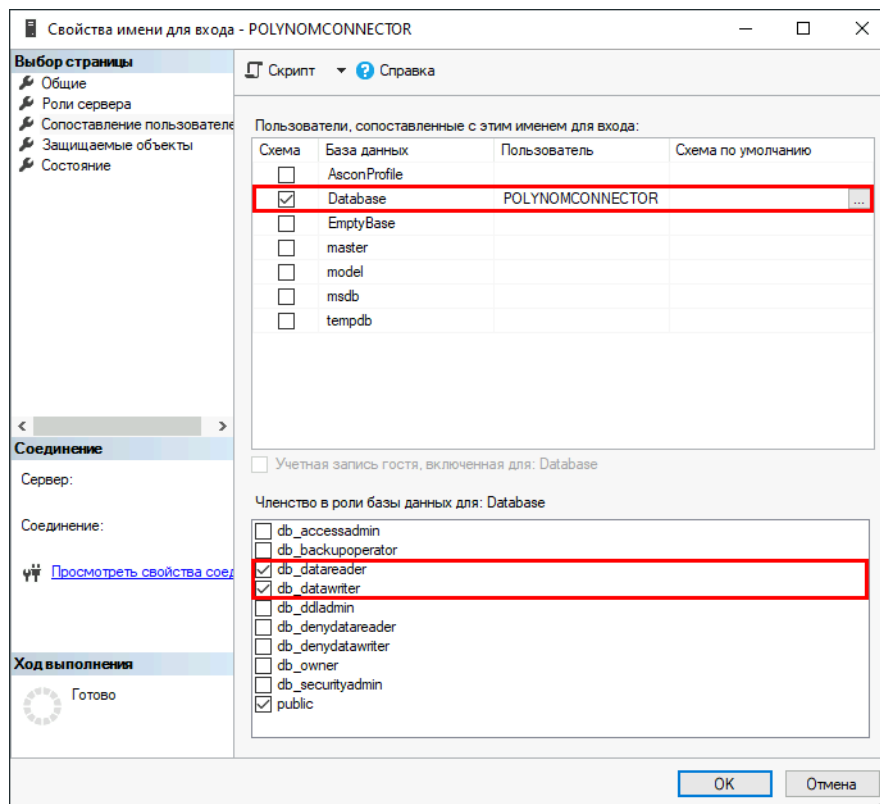 Свойства имени для входа - POLYNOMCONNECTOR
Выбор страницы
Общие
Роли сервера
Сопоставление пользователе
Защищаемые объекты
Состояние
Скрипт
Справка
Пользователи, сопоставленные с этим именем для входа:
Схема База данных Пользователь Схема по умолчанию
AsconProfile
Database POLYNOMCONNECTOR ...
EmptyBase
master
model
msdb
tempdb
Учетная запись гостя, включенная для: Database
Соединение
Сервер:
Соединение:
Просмотреть свойства соед
Членство в роли базы данных для: Database
db_accessadmin
db_backupoperator
db_datareader
db_datawriter
db_ddladmin
db_denydatareader
db_denydatawriter
db_owner
db_securityadmin
public
Ход выполнения
Готово
OK Отмена